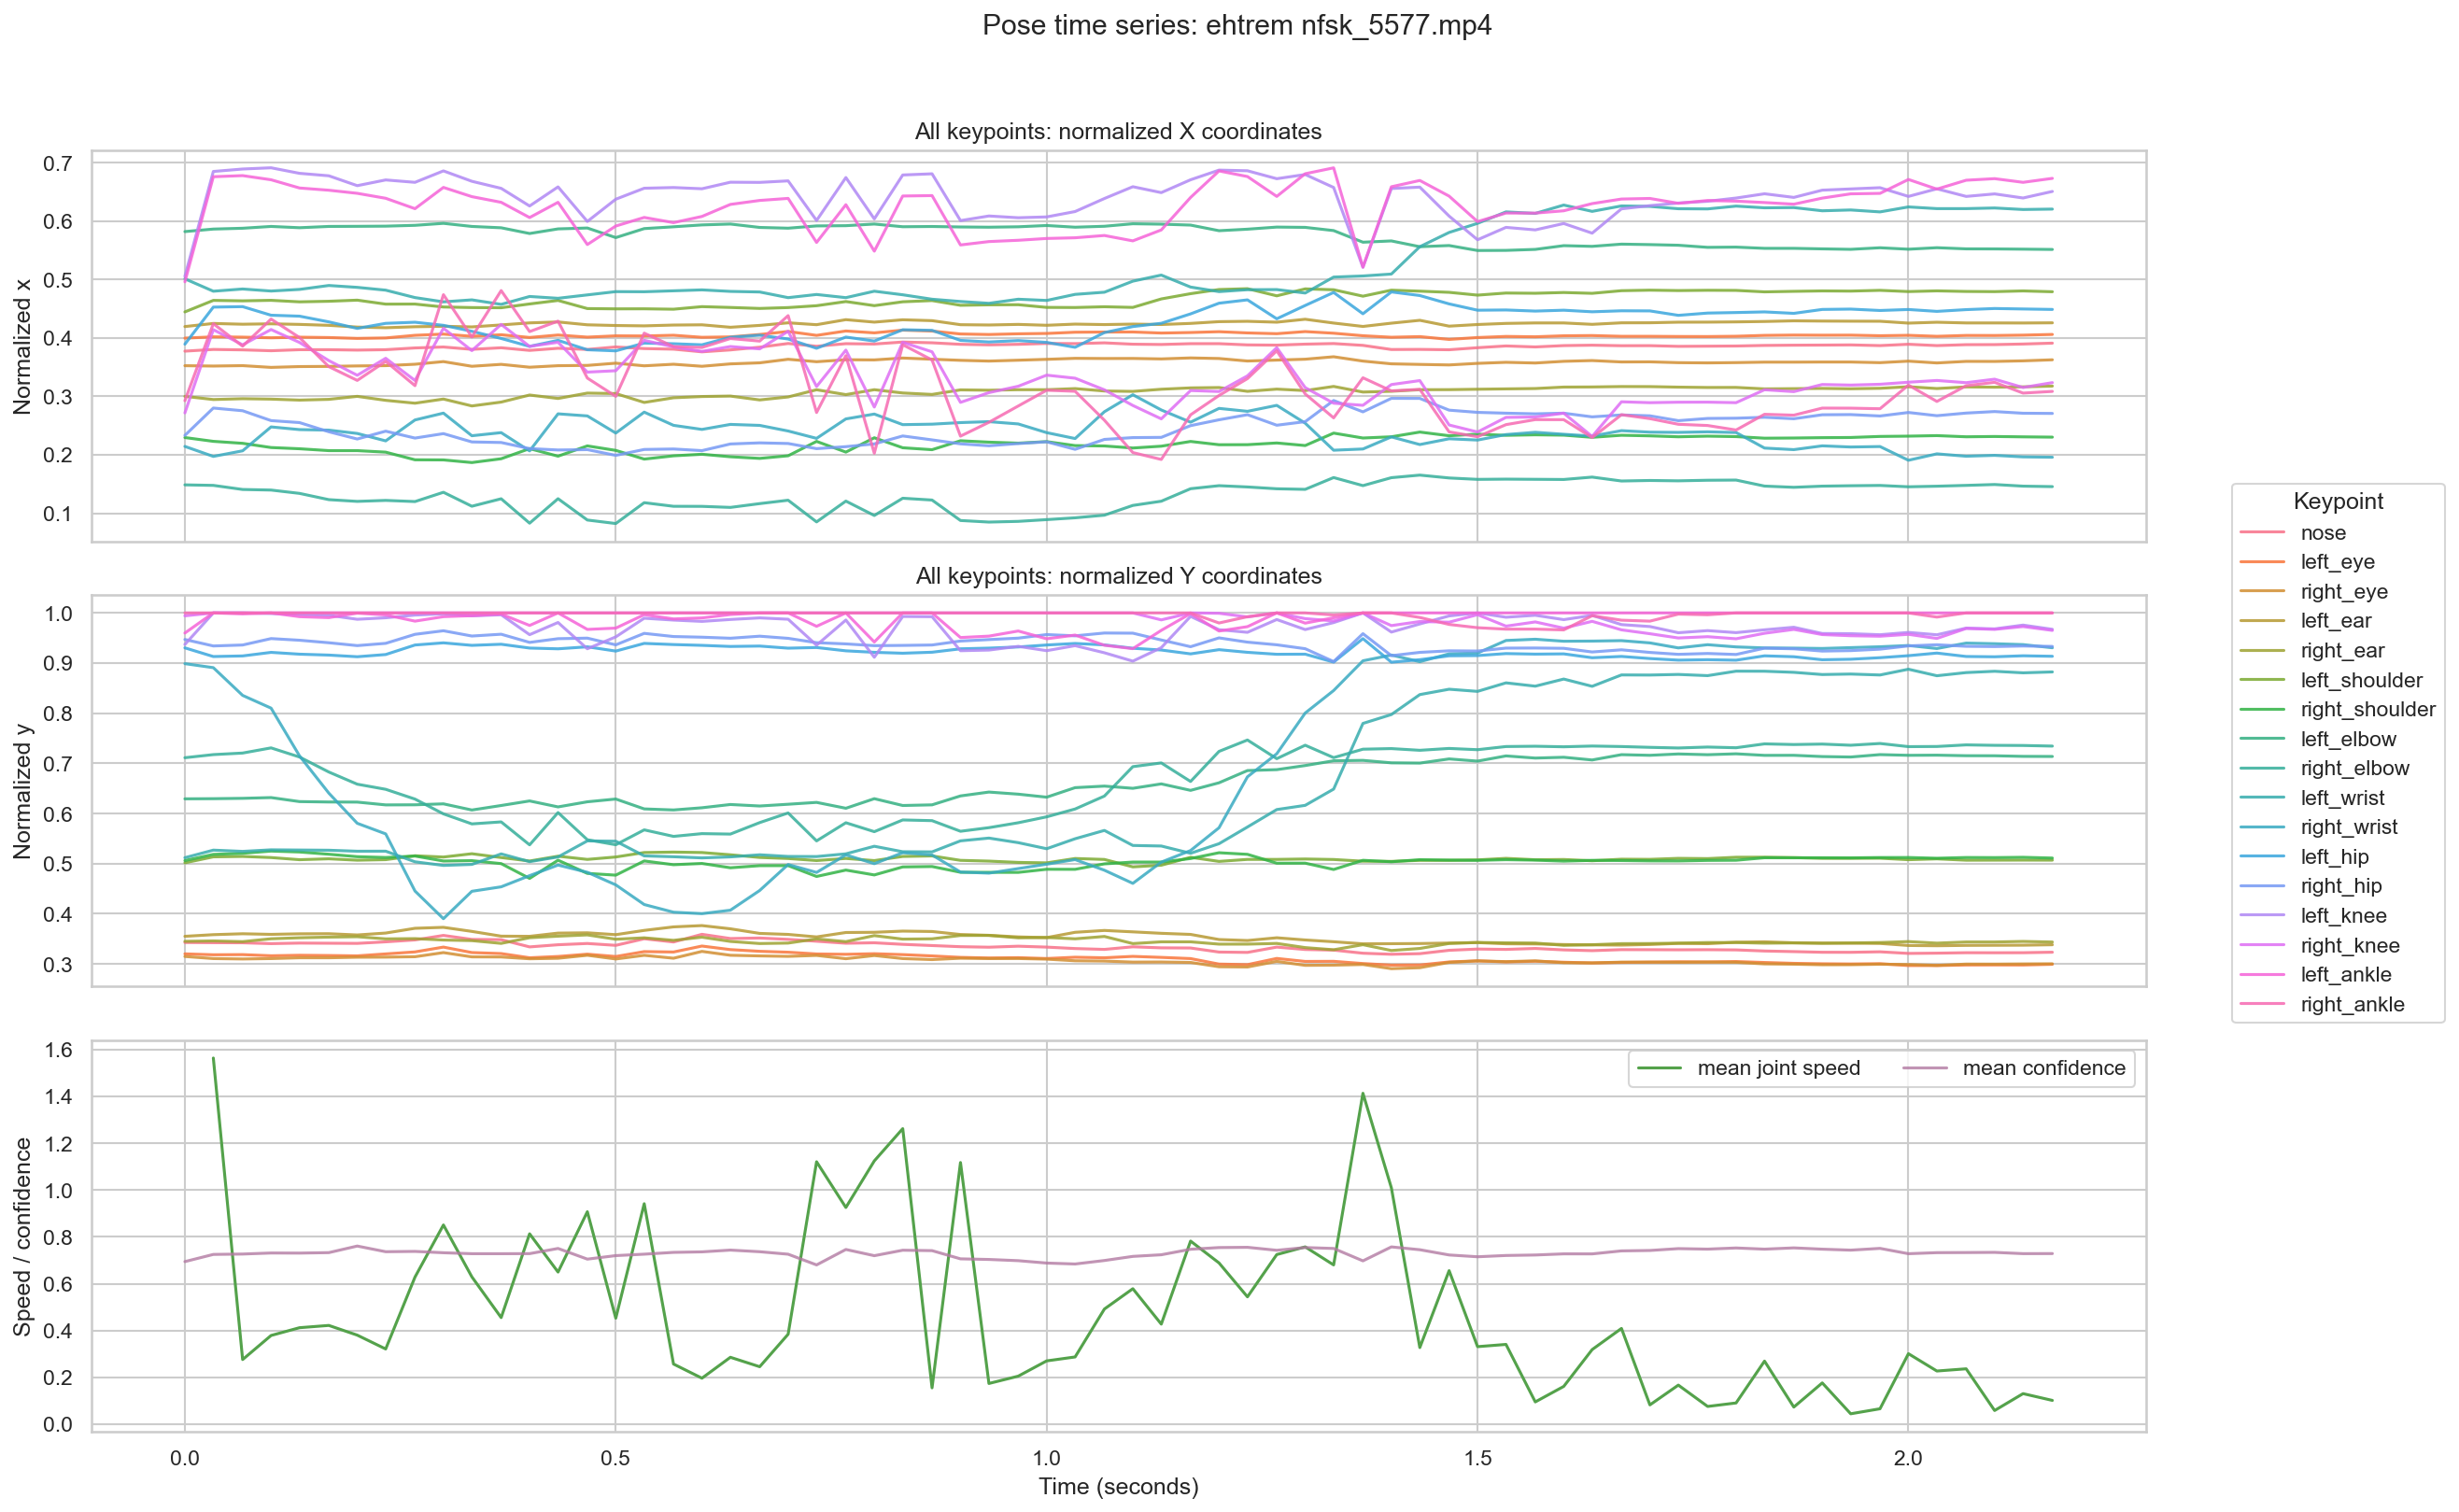 Pose time series: ehtrem nfsk_5577.mp4
All keypoints: normalized X coordinates
Normalized x
0.7
0.6
0.5
0.4
0.3
0.2
0.1
All keypoints: normalized Y coordinates
Normalized y
1.0
0.9
0.8
0.7
0.6
0.5
0.4
0.3
Keypoint
nose
left_eye
right_eye
left_ear
right_ear
left_shoulder
right_shoulder
left_elbow
right_elbow
left_wrist
right_wrist
left_hip
right_hip
left_knee
right_knee
left_ankle
right_ankle
Speed / confidence
1.6
1.4
1.2
1.0
0.8
0.6
0.4
0.2
0.0
mean joint speed mean confidence
0.0 0.5 1.0 1.5 2.0
Time (seconds)